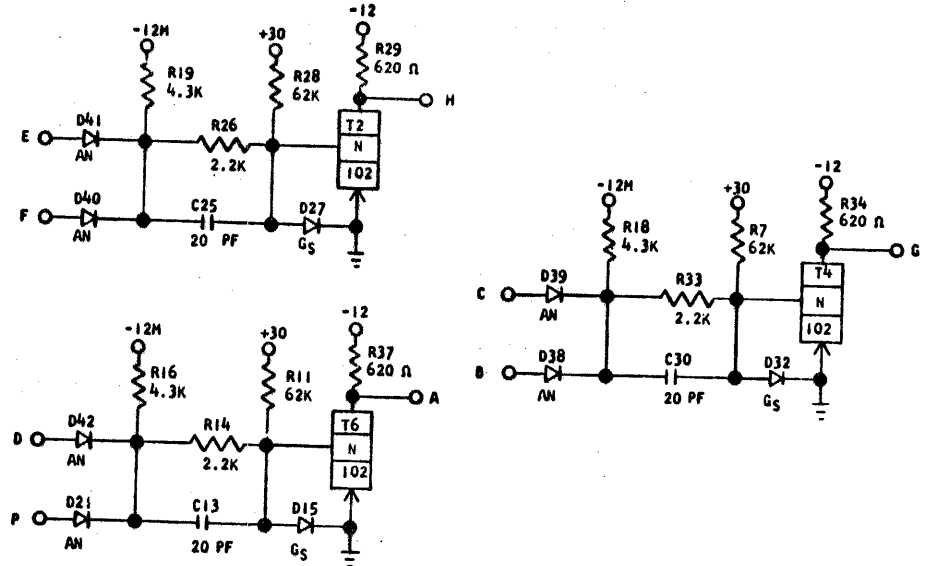 -12
-12M
+30
R29
620 Ω
R19
4.3K
R28
62K
H
D41
T2
E
R26
N
AN
2.2K
102
D40
C25
D27
F
AN
20 PF
GS
-12
-12M
+30
R34
620 Ω
R18
4.3K
R7
62K
G
D39
T4
C
R33
N
AN
2.2K
102
D38
C30
D32
B
AN
20 PF
GS
-12
-12M
+30
R37
620 Ω
R16
4.3K
R11
62K
A
D42
T6
D
R14
N
AN
2.2K
102
D21
C13
D15
P
AN
20 PF
GS